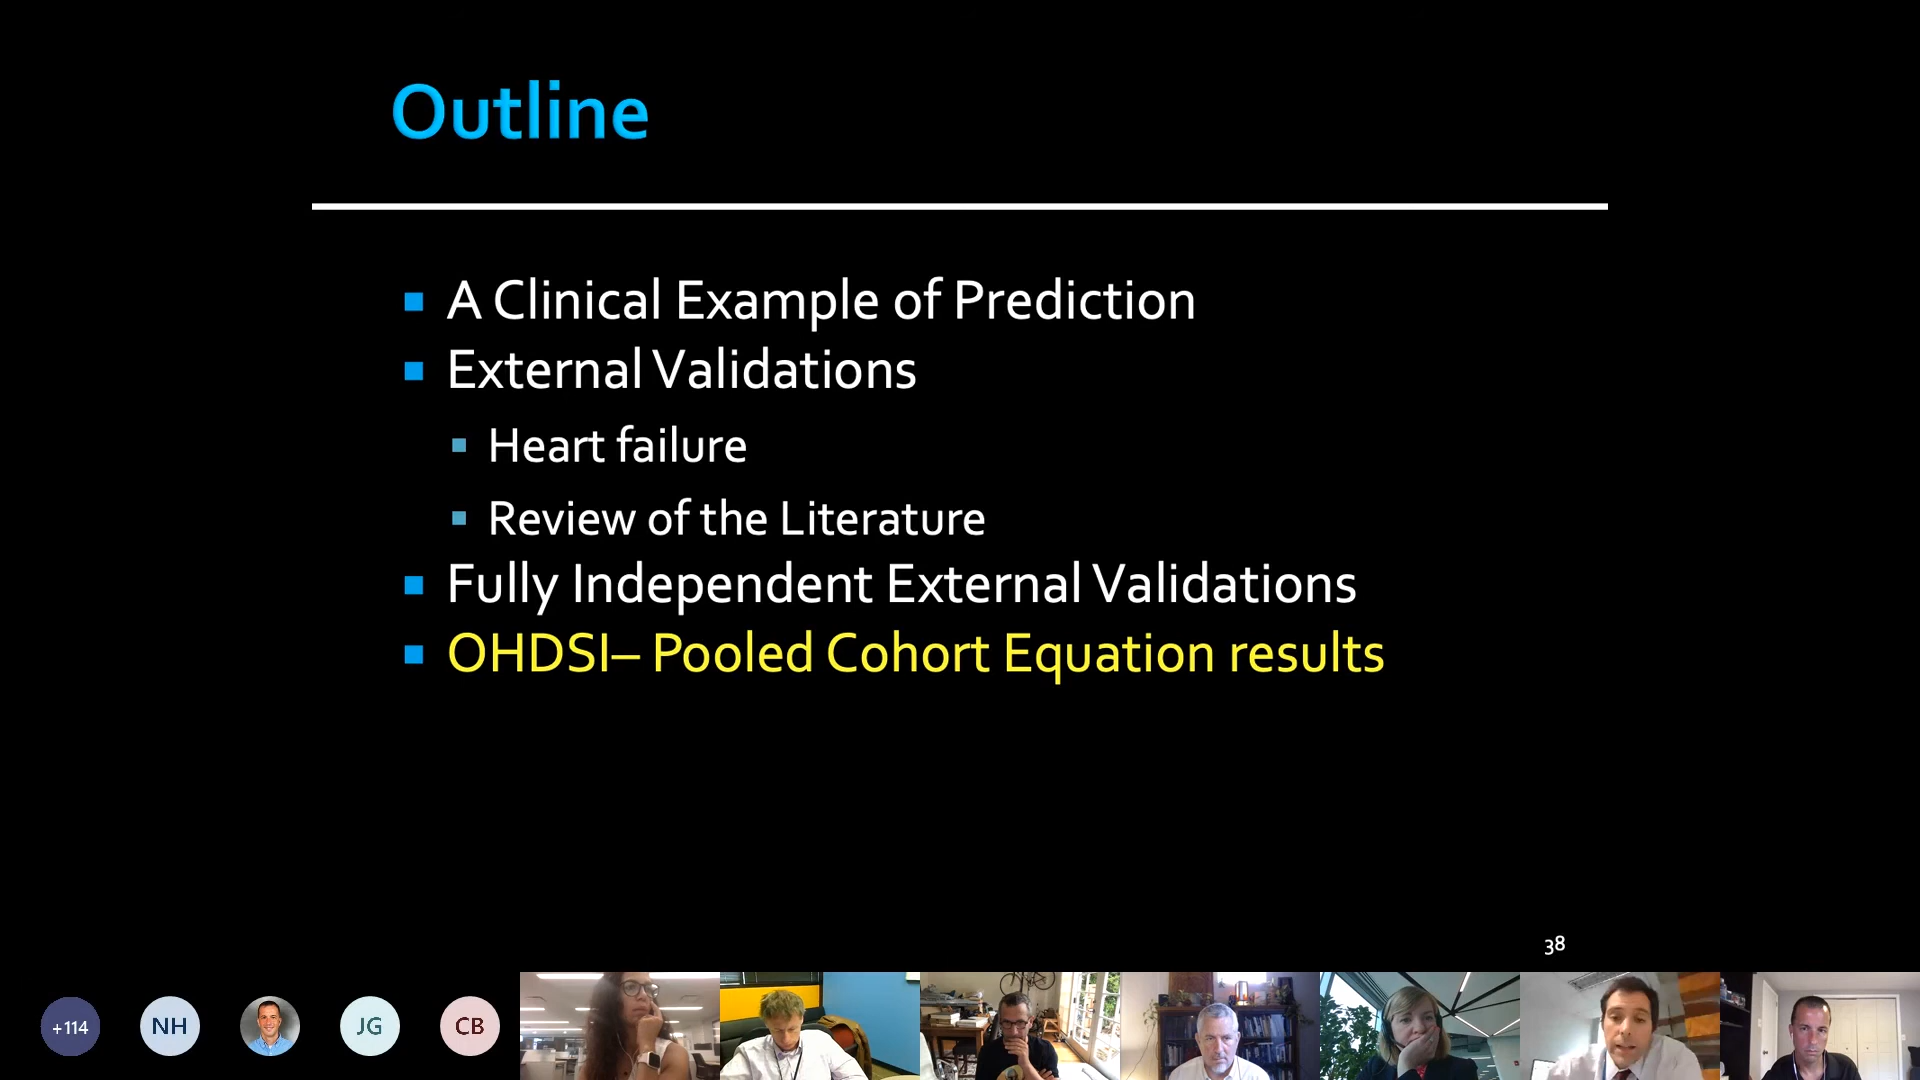 Outline
A Clinical Example of Prediction
External Validations
Heart failure
Review of the Literature
Fully Independent External Validations
OHDSI– Pooled Cohort Equation results
38
+114
NH
JG
CB